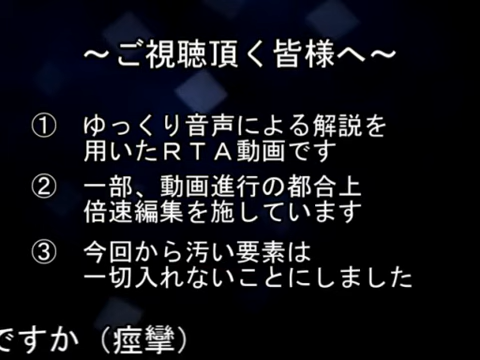 ～ご視聴頂く皆様へ～
① ゆっくり音声による解説を
用いたＲＴＡ動画です
② 一部、動画進行の都合上
倍速編集を施しています
③ 今回から汚い要素は
一切入れないことにしました
ですか（痙攣）